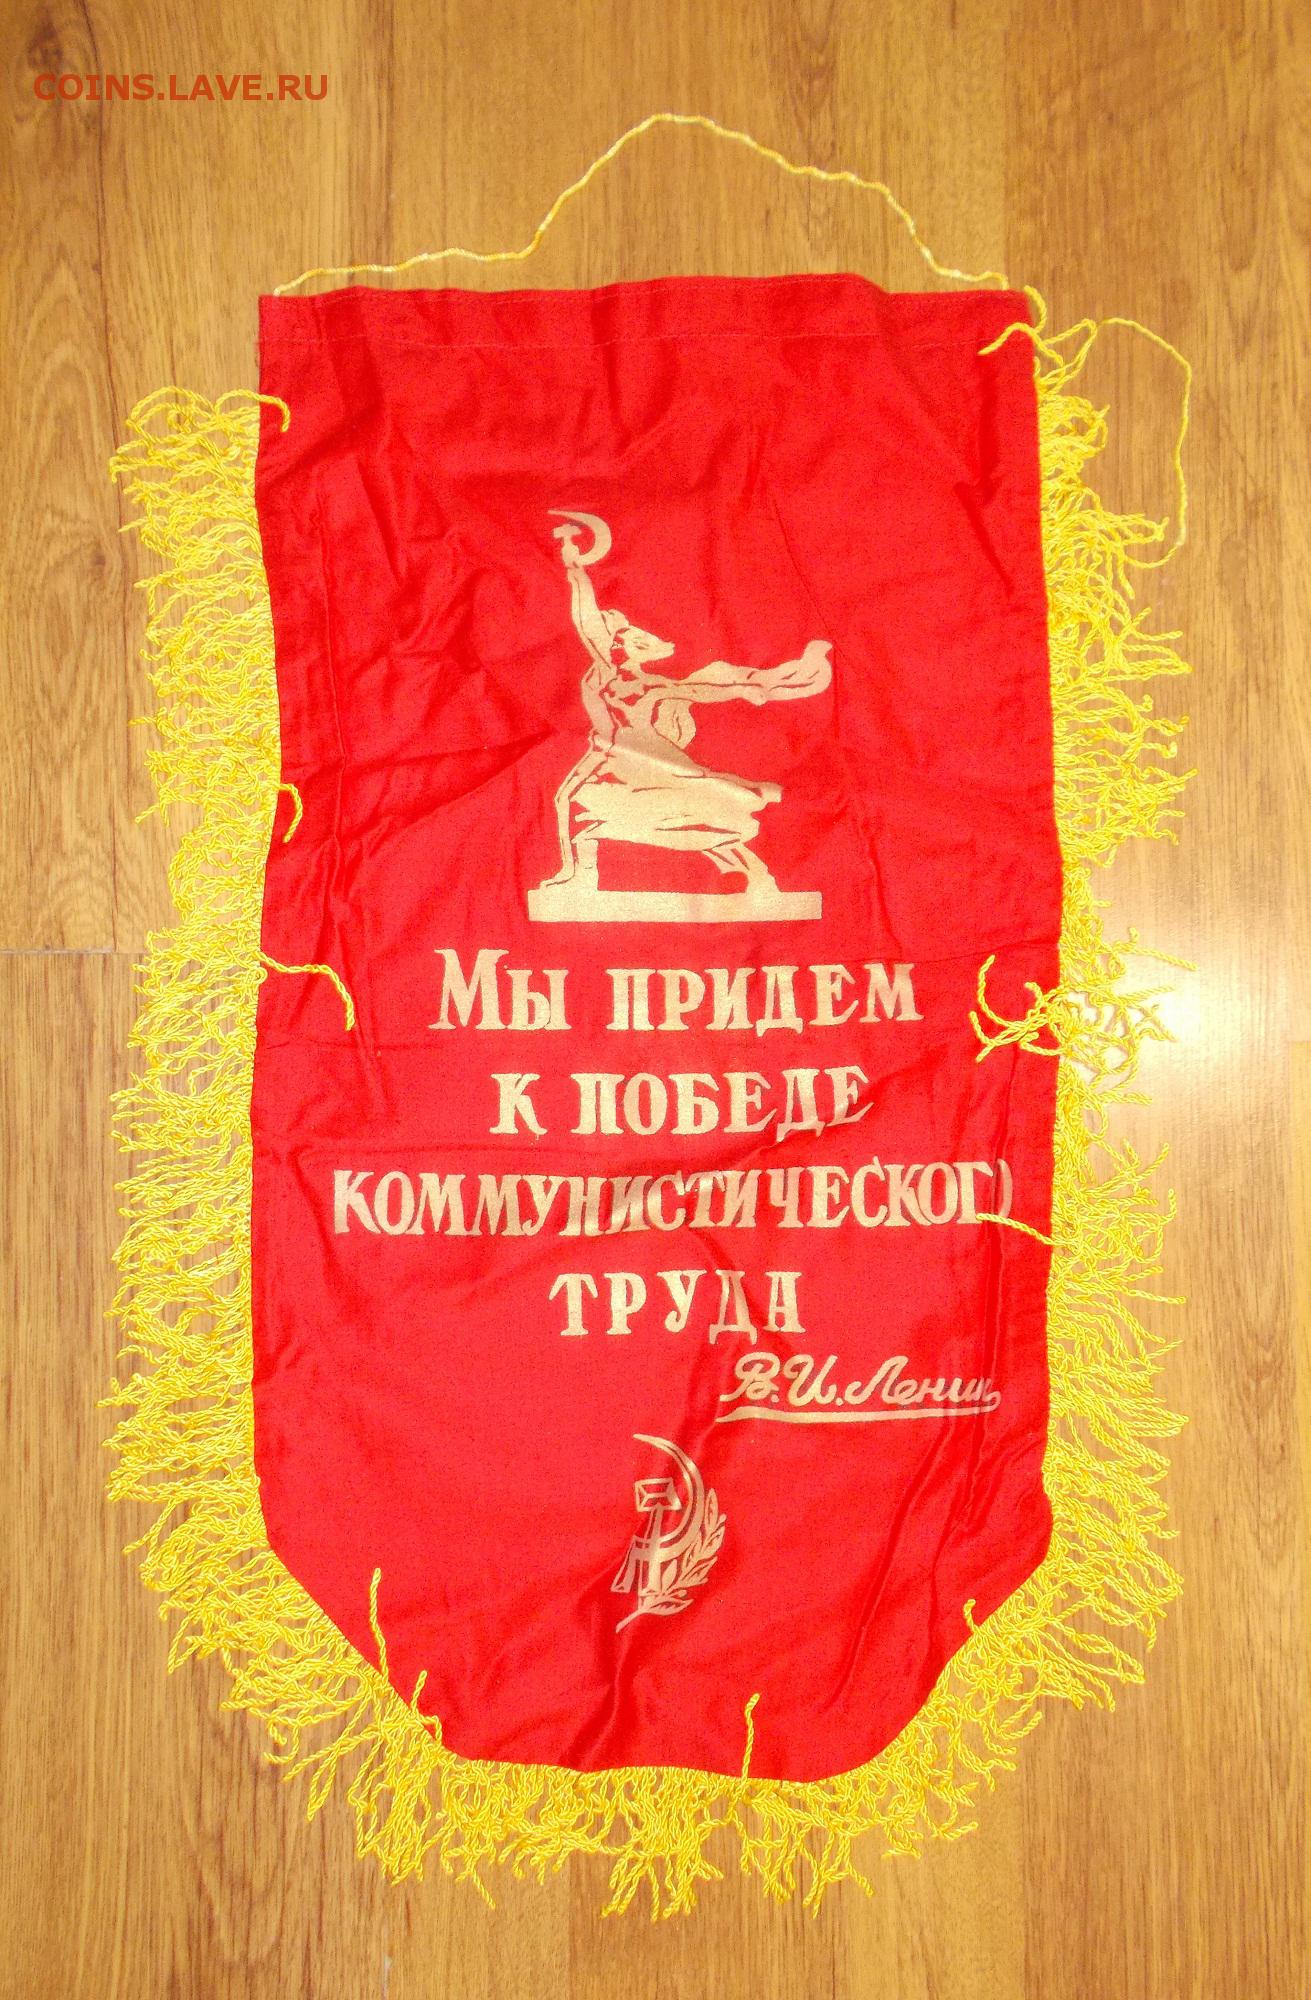 COINS.LAVE.RU
Мы придем
к победе
коммунистического
труда
В.И.Ленин